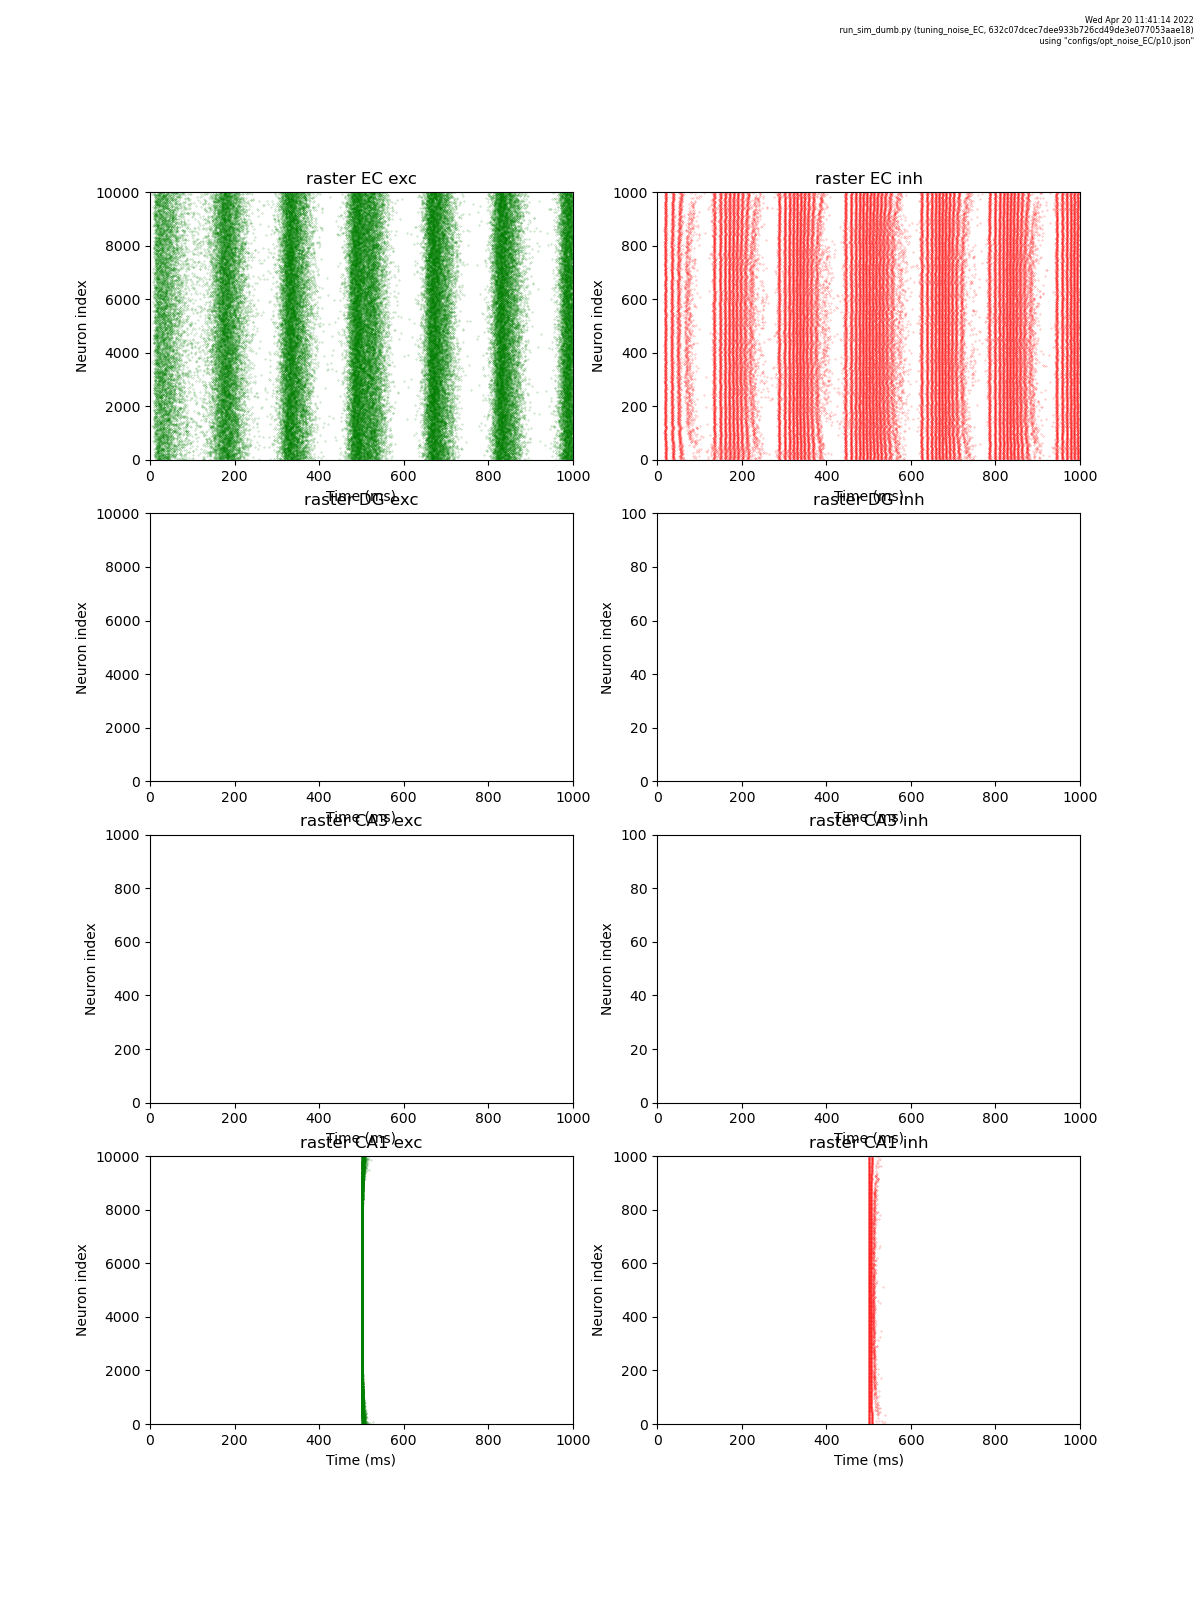 Wed Apr 20 11:41:14 2022
run_sim_dumb.py (tuning_noise_EC, 632c07dcec7dee933b726cd49de3e077053aae18)
using "configs/opt_noise_EC/p10.json"
raster EC exc
raster EC inh
10000
8000
6000
4000
2000
0
Neuron index
0 200 400 600 800 1000
Time (ms)
1000
800
600
400
200
0
Neuron index
0 200 400 600 800 1000
Time (ms)
raster DG exc
raster DG inh
10000
8000
6000
4000
2000
0
Neuron index
0 200 400 600 800 1000
Time (ms)
100
80
60
40
20
0
Neuron index
0 200 400 600 800 1000
Time (ms)
raster CA3 exc
raster CA3 inh
1000
800
600
400
200
0
Neuron index
0 200 400 600 800 1000
Time (ms)
100
80
60
40
20
0
Neuron index
0 200 400 600 800 1000
Time (ms)
raster CA1 exc
raster CA1 inh
10000
8000
6000
4000
2000
0
Neuron index
0 200 400 600 800 1000
Time (ms)
1000
800
600
400
200
0
Neuron index
0 200 400 600 800 1000
Time (ms)